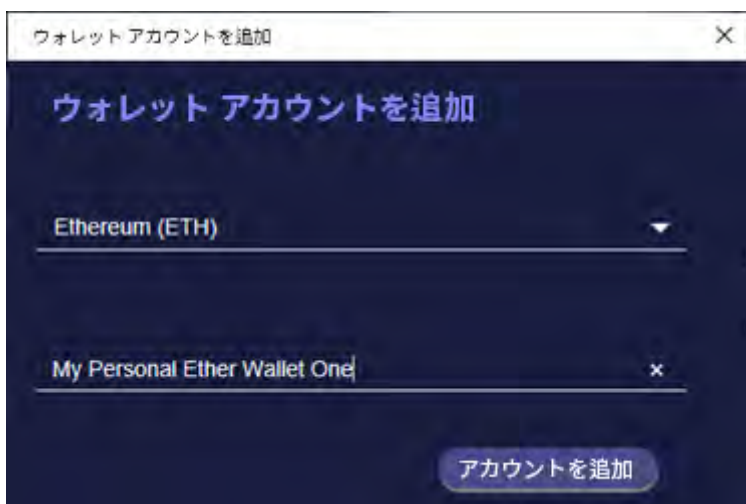 ウォレット アカウントを追加
ウォレット アカウントを追加
Ethereum (ETH)
My Personal Ether Wallet One
アカウントを追加